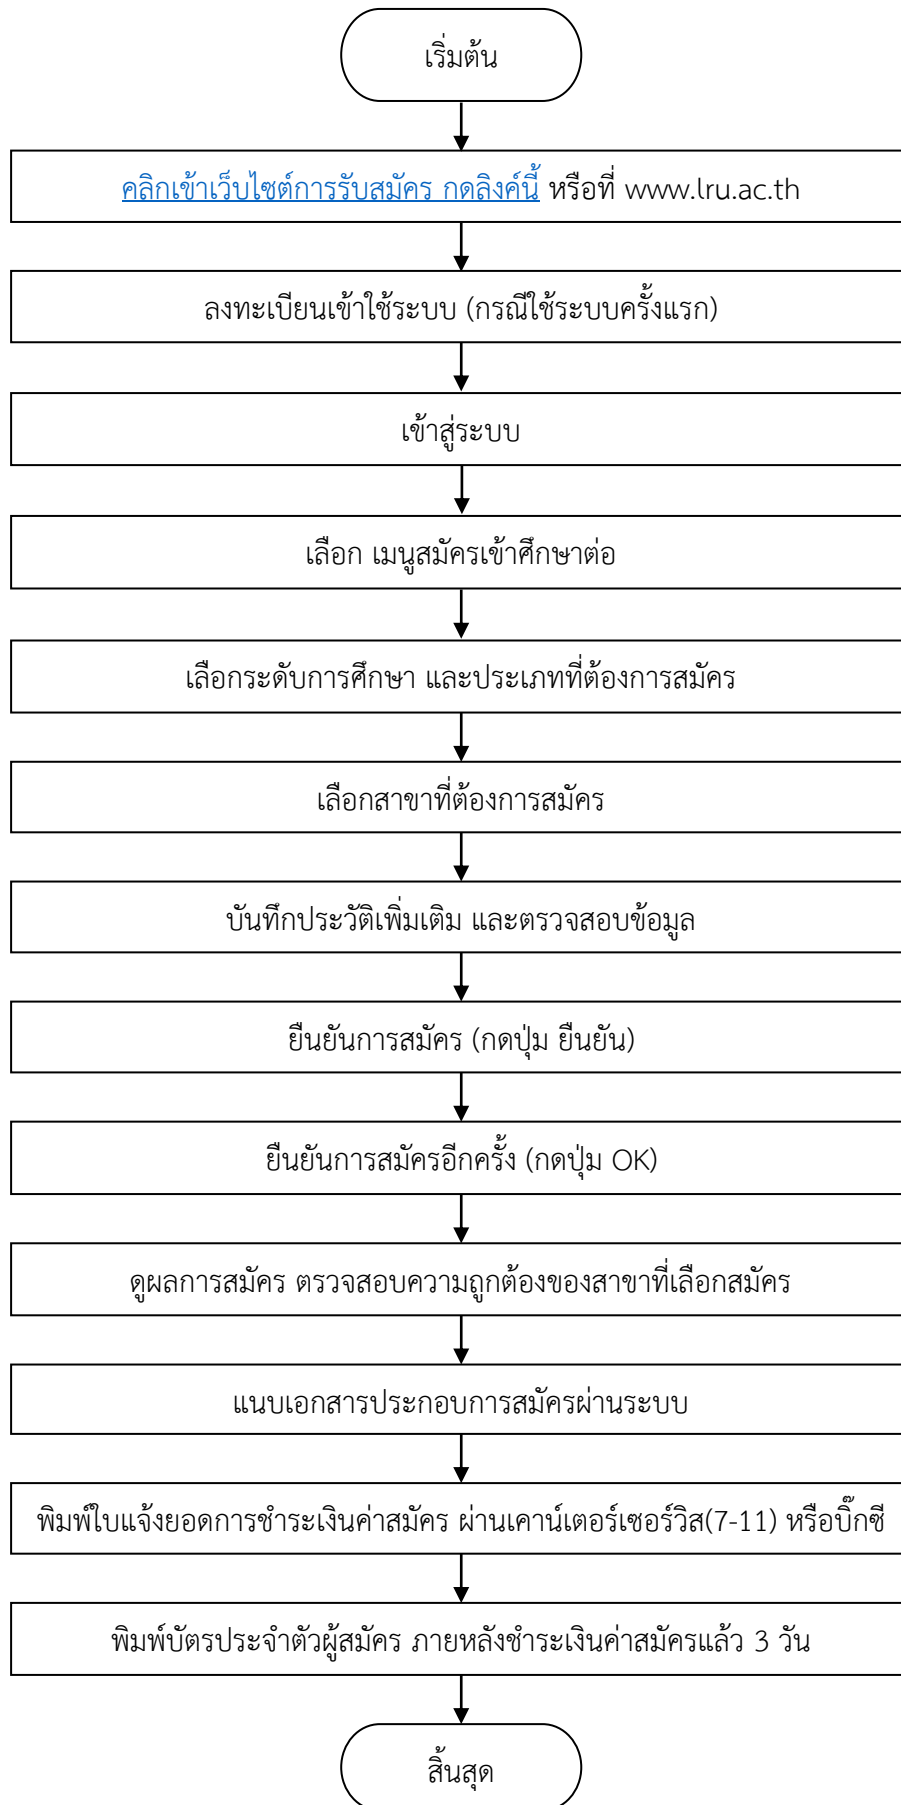 เริ่มต้น
คลิกเข้าเว็บไซต์การรับสมัคร กดลิงค์นี้ หรือที่ www.lru.ac.th
ลงทะเบียนเข้าใช้ระบบ (กรณีใช้ระบบครั้งแรก)
เข้าสู่ระบบ
เลือก เมนูสมัครเข้าศึกษาต่อ
เลือกระดับการศึกษา และประเภทที่ต้องการสมัคร
เลือกสาขาที่ต้องการสมัคร
บันทึกประวัติเพิ่มเติม และตรวจสอบข้อมูล
ยืนยันการสมัคร (กดปุ่ม ยืนยัน)
ยืนยันการสมัครอีกครั้ง (กดปุ่ม OK)
ดูผลการสมัคร ตรวจสอบความถูกต้องของสาขาที่เลือกสมัคร
แนบเอกสารประกอบการสมัครผ่านระบบ
พิมพ์ใบแจ้งยอดการชำระเงินค่าสมัคร ผ่านเคาน์เตอร์เซอร์วิส(7-11) หรือบิ๊กซี
พิมพ์บัตรประจำตัวผู้สมัคร ภายหลังชำระเงินค่าสมัครแล้ว 3 วัน
สิ้นสุด